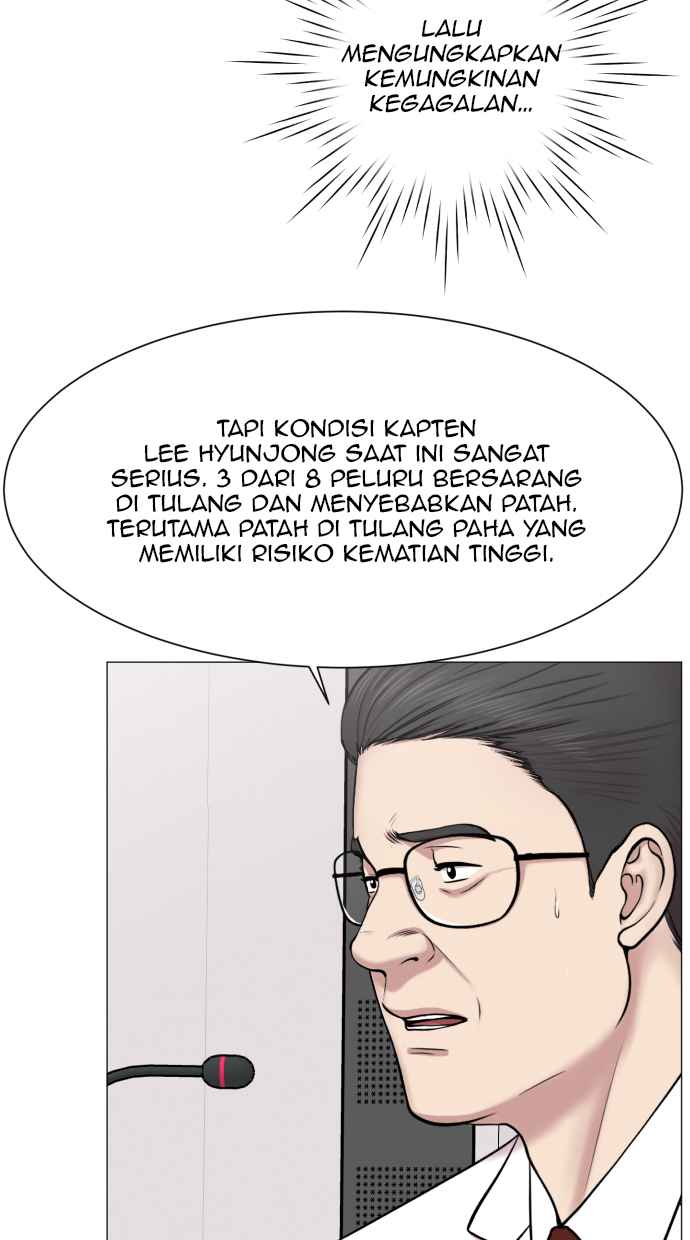 LALU
MENGUNGKAPKAN
KEMUNGKINAN
KEGAGALAN...
TAPI KONDISI KAPTEN
LEE HYUNJONG SAAT INI SANGAT
SERIUS. 3 DARI 8 PELURU BERSARANG
DI TULANG DAN MENYEBABKAN PATAH.
TERUTAMA PATAH DI TULANG PAHA YANG
MEMILIKI RISIKO KEMATIAN TINGGI.